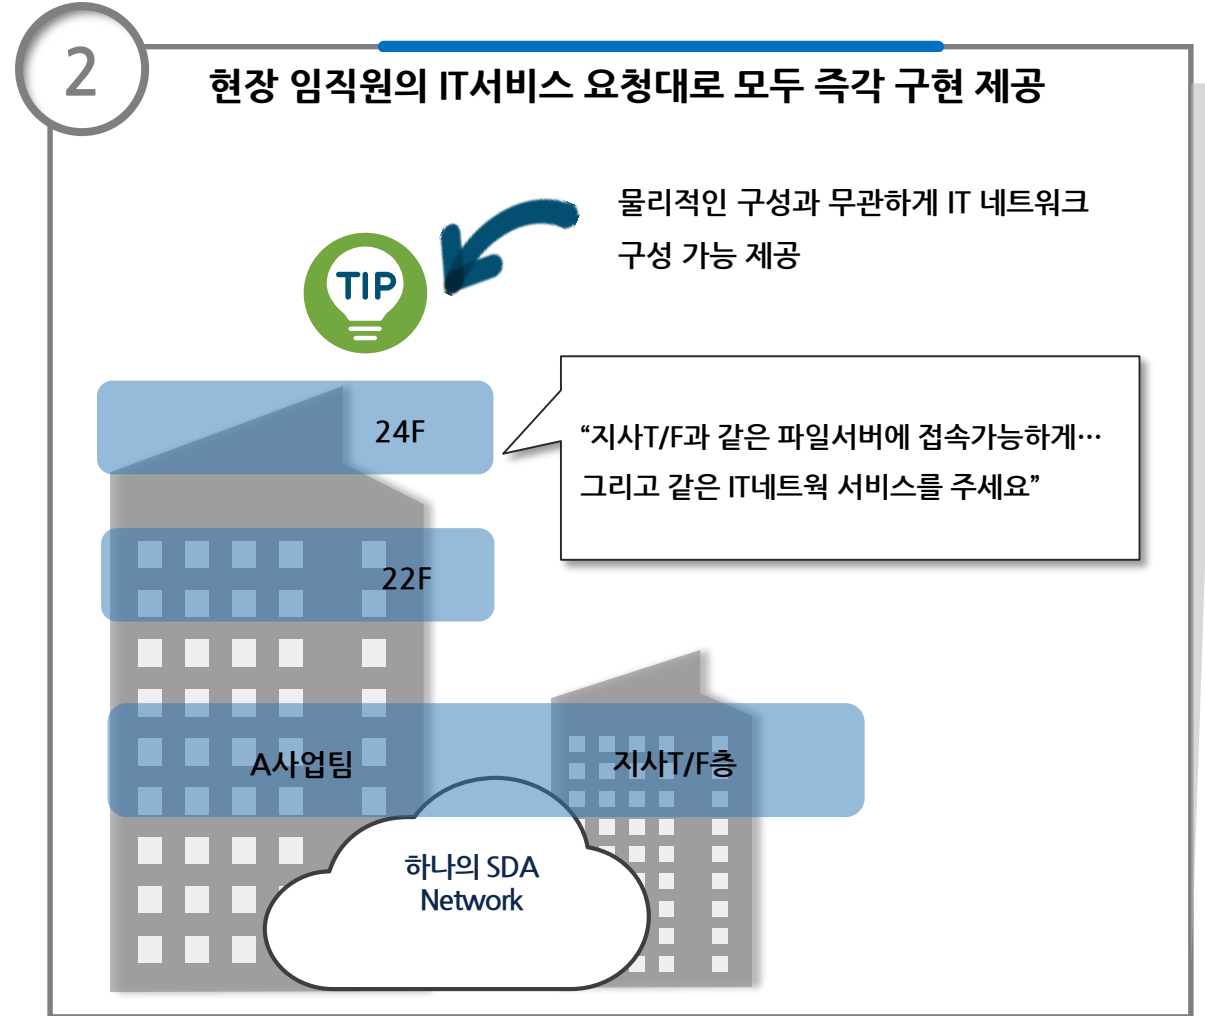 2
현장 임직원의 IT서비스 요청대로 모두 즉각 구현 제공
물리적인 구성과 무관하게 IT 네트워크
구성 가능 제공
TIP
24F
“지사T/F과 같은 파일서버에 접속가능하게…
그리고 같은 IT네트웍 서비스를 주세요”
22F
A사업팀
지사T/F층
하나의 SDA
Network